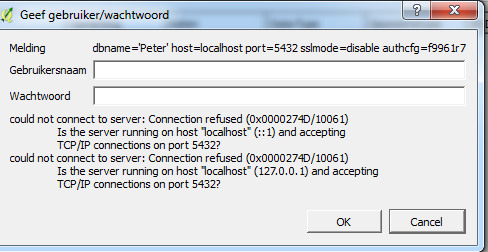 Geef gebruiker/wachtwoord
Melding dbname='Peter' host=localhost port=5432 sslmode=disable authcfg=f9961r7
Gebruikersnaam
Wachtwoord
could not connect to server: Connection refused (0x0000274D/10061)
Is the server running on host "localhost" (::1) and accepting
TCP/IP connections on port 5432?
could not connect to server: Connection refused (0x0000274D/10061)
Is the server running on host "localhost" (127.0.0.1) and accepting
TCP/IP connections on port 5432?
OK Cancel